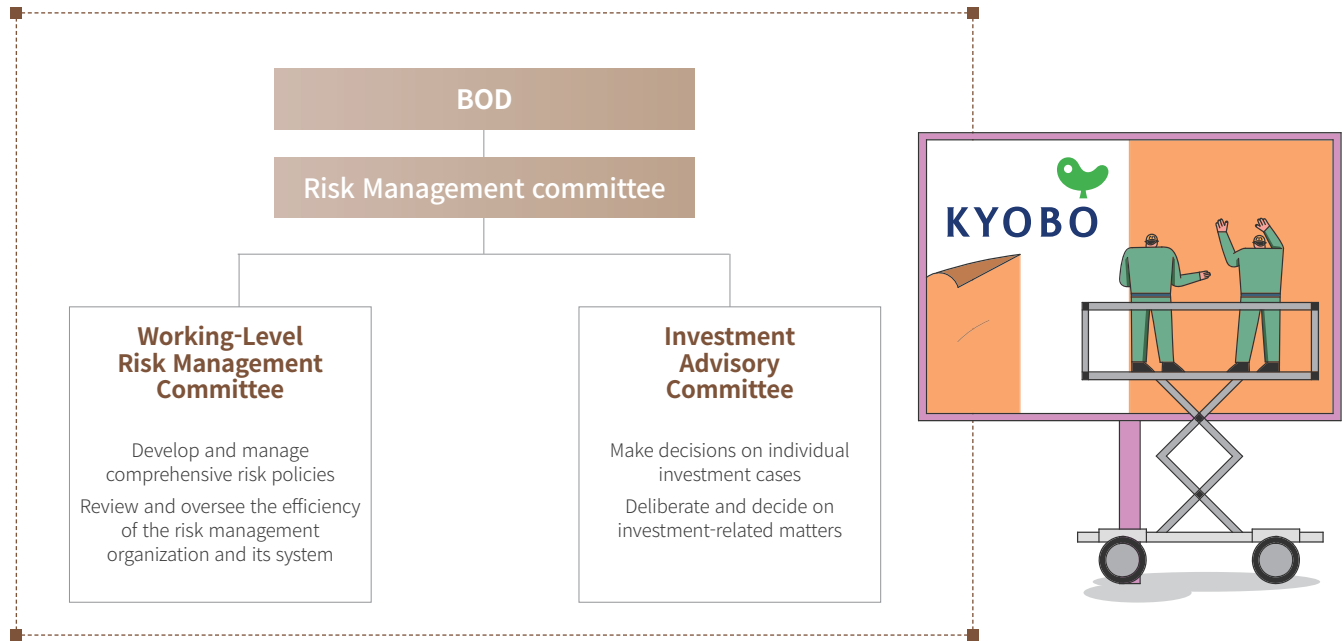 BOD
Risk Management committee
Working-Level
Risk Management
Committee
Develop and manage
comprehensive risk policies
Review and oversee the efficiency
of the risk management
organization and its system
Investment
Advisory
Committee
Make decisions on individual
investment cases
Deliberate and decide on
investment-related matters
KYOBO